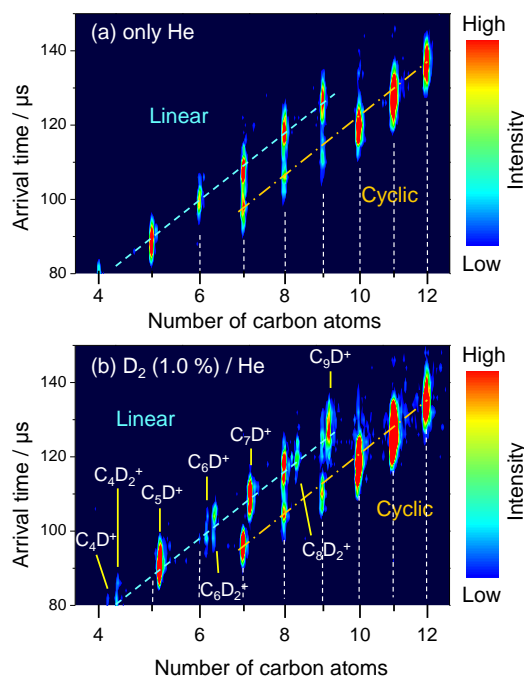 (a) only He
High
Linear
Cyclic
Intensity
Low
Arrival time / µs
140
120
100
80
4
6
8
10
12
Number of carbon atoms
(b) D₂ (1.0 %) / He
High
C₉D⁺
Linear
C₇D⁺
C₆D⁺
C₅D⁺
C₄D₂⁺
C₄D⁺
C₆D₂⁺
C₈D₂⁺
Cyclic
Intensity
Low
Arrival time / µs
140
120
100
80
4
6
8
10
12
Number of carbon atoms